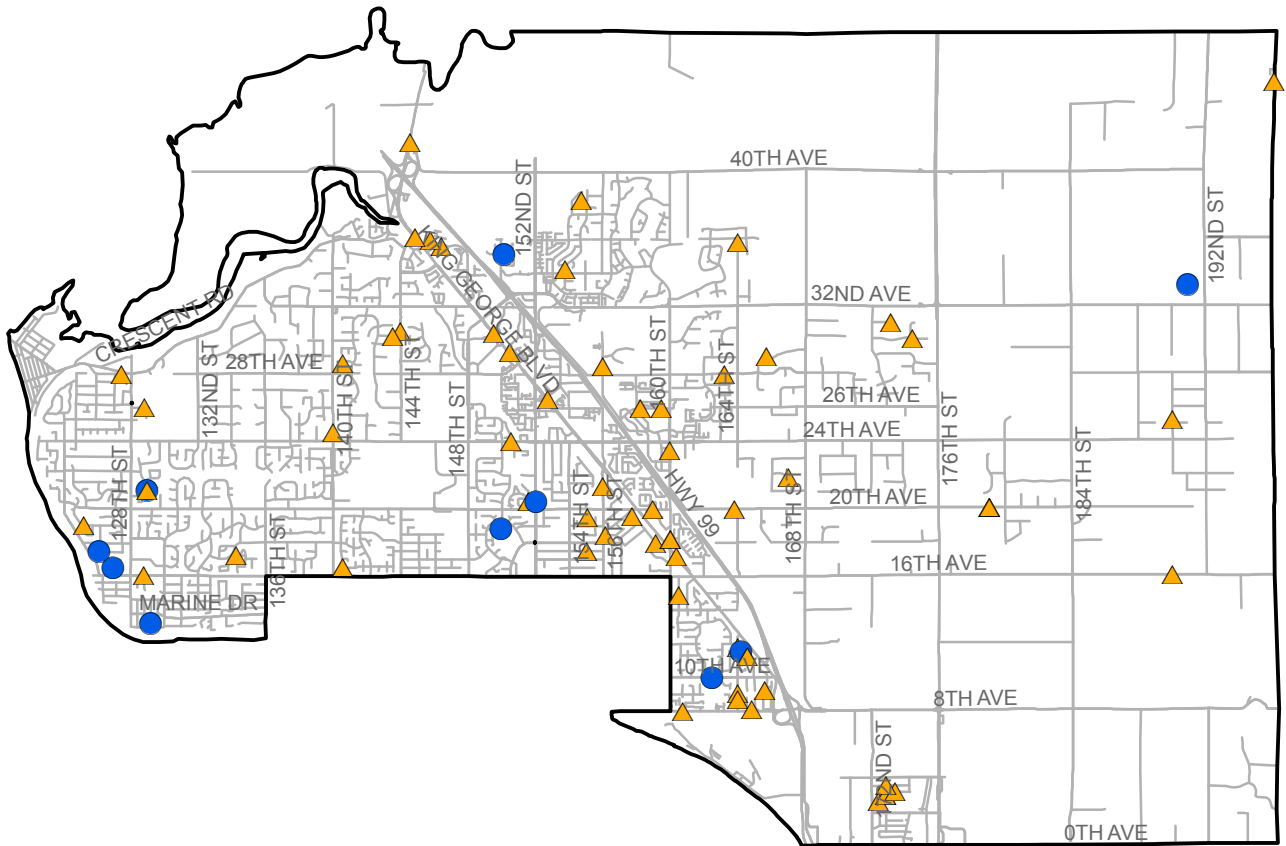 40TH AVE
152ND ST
192ND ST
KING GEORGE BLVD
CRESCENT RD
32ND AVE
28TH AVE
132ND ST
140TH ST
144TH ST
148TH ST
160TH ST
164TH ST
26TH AVE
24TH AVE
176TH ST
184TH ST
128TH ST
HWY 99
154TH ST
156TH ST
168TH ST
20TH AVE
136TH ST
16TH AVE
MARINE DR
10TH AVE
8TH AVE
ND ST
0TH AVE